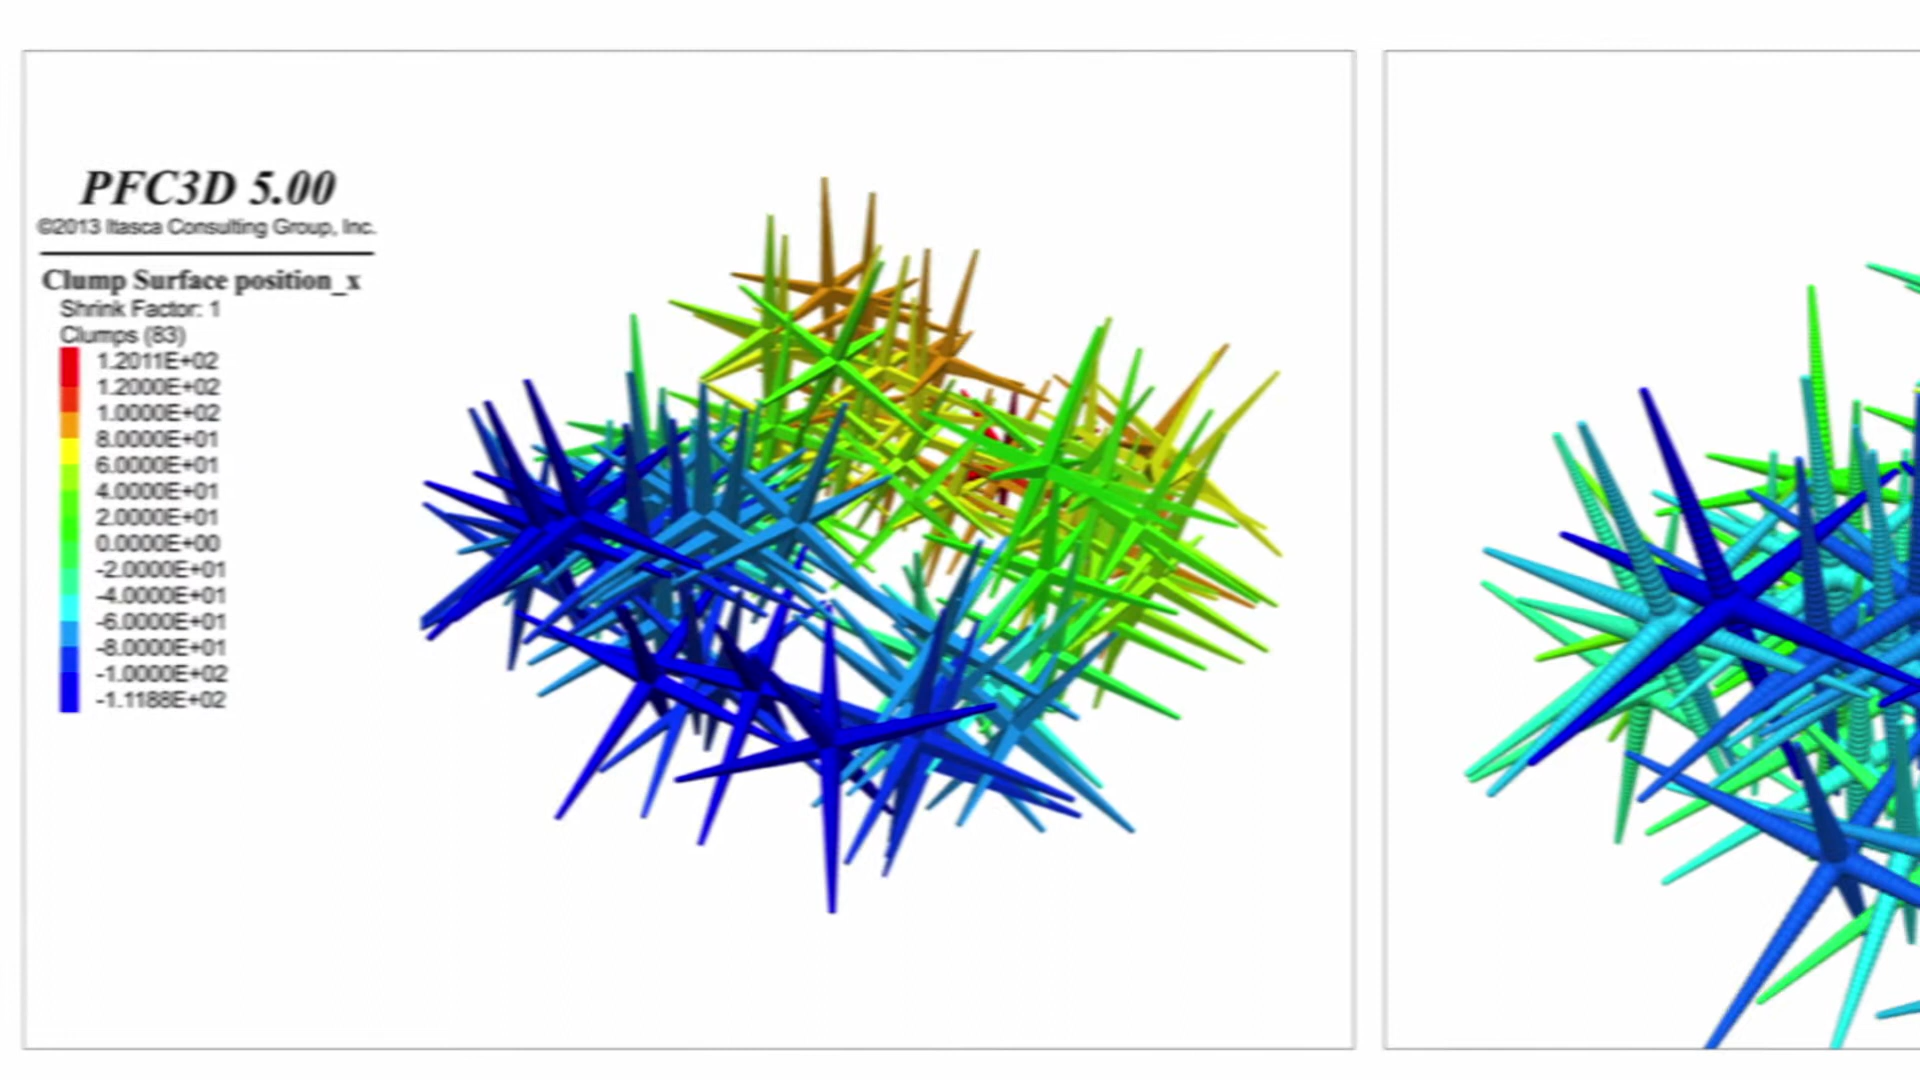 PFC3D 5.00
©2013 Itasca Consulting Group, Inc.
Clump Surface position_x
Shrink Factor: 1
Clumps (83)
1.2011E+02
1.2000E+02
1.0000E+02
8.0000E+01
6.0000E+01
4.0000E+01
2.0000E+01
0.0000E+00
-2.0000E+01
-4.0000E+01
-6.0000E+01
-8.0000E+01
-1.0000E+02
-1.1188E+02